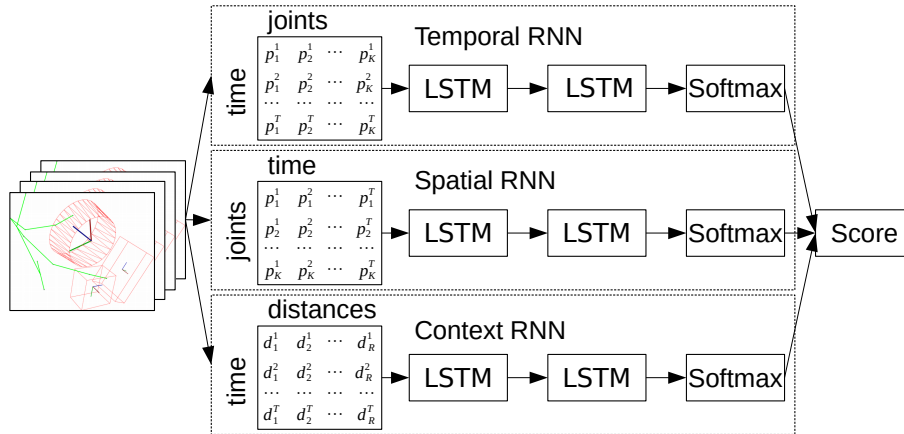 joints
Temporal RNN
time
p_1^1 p_2^1 ⋯ p_K^1
p_1^2 p_2^2 ⋯ p_K^2
⋯ ⋯ ⋯
p_1^T p_2^T ⋯ p_K^T
LSTM
LSTM
Softmax
time
Spatial RNN
joints
p_1^1 p_1^2 ⋯ p_1^T
p_2^1 p_2^2 ⋯ p_2^T
⋯ ⋯ ⋯
p_K^1 p_K^2 ⋯ p_K^T
LSTM
LSTM
Softmax
Score
distances
Context RNN
time
d_1^1 d_2^1 ⋯ d_R^1
d_1^2 d_2^2 ⋯ d_R^2
⋯ ⋯ ⋯
d_1^T d_2^T ⋯ d_R^T
LSTM
LSTM
Softmax